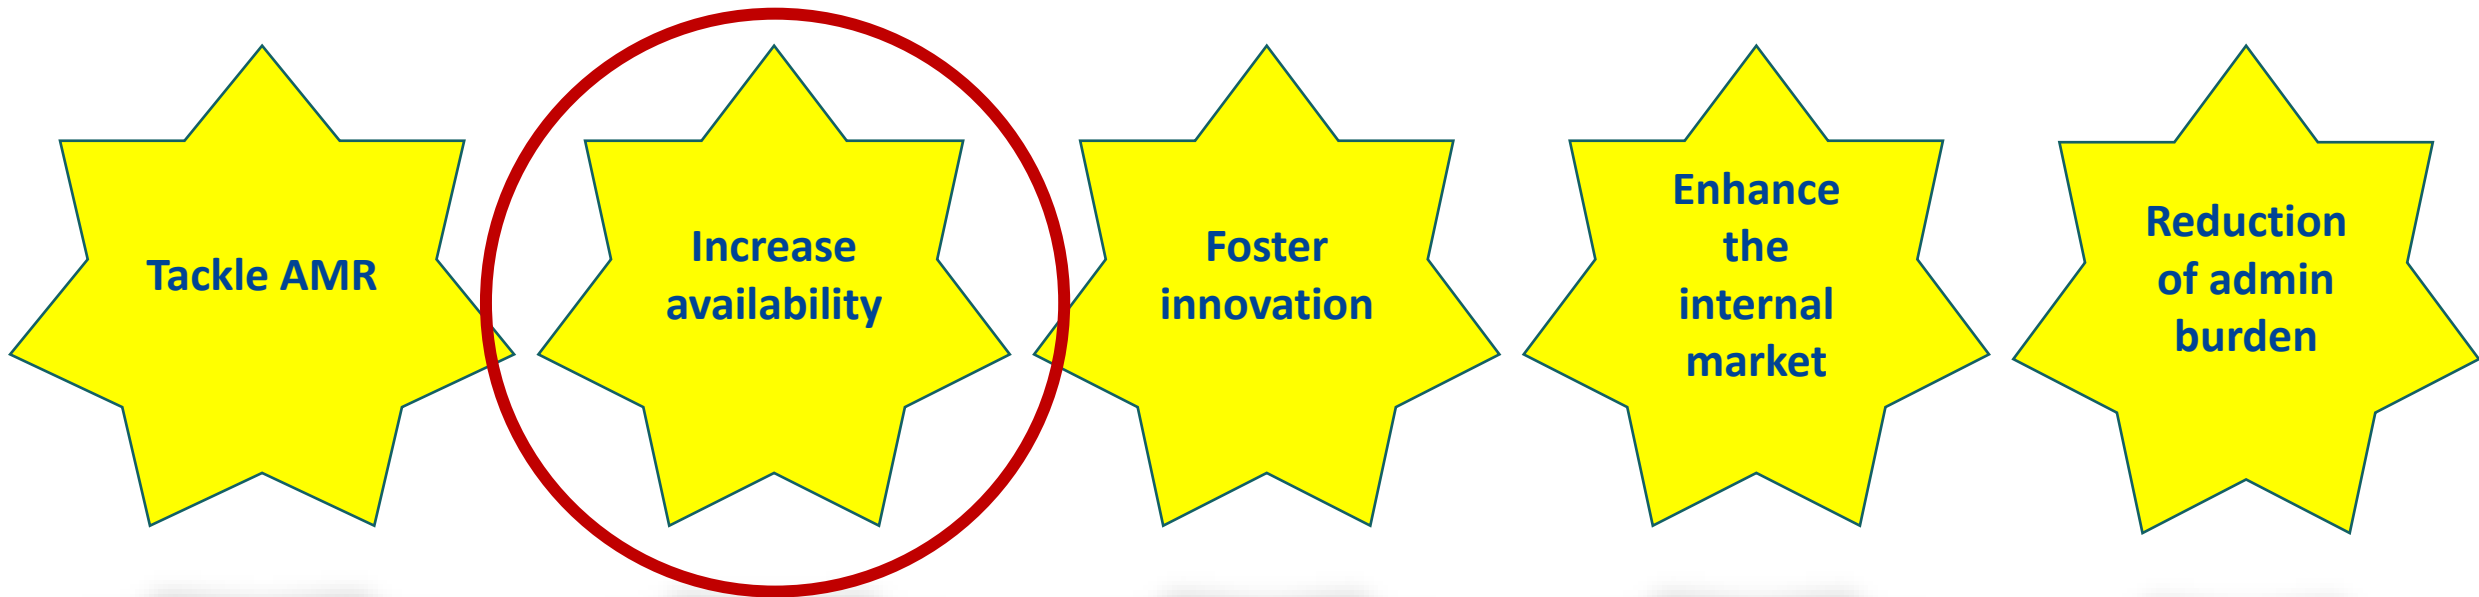 Tackle AMR
Increase
availability
Foster
innovation
Enhance
the
internal
market
Reduction
of admin
burden